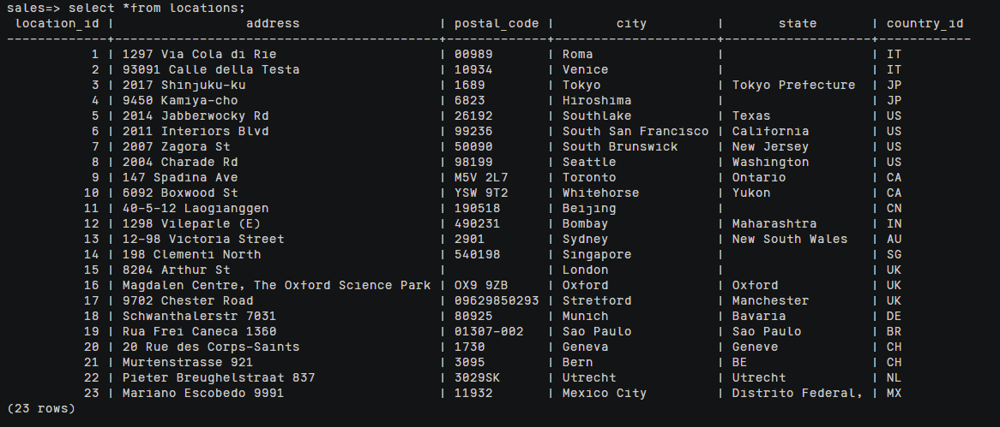 sales=> select *from locations;
 location_id |                 address                  | postal_code |        city         |       state       | country_id
-------------+------------------------------------------+-------------+---------------------+-------------------+------------
           1 | 1297 Via Cola di Rie                     | 00989       | Roma                |                   | IT
           2 | 93091 Calle della Testa                  | 10934       | Venice              |                   | IT
           3 | 2017 Shinjuku-ku                         | 1689        | Tokyo               | Tokyo Prefecture  | JP
           4 | 9450 Kamiya-cho                          | 6823        | Hiroshima           |                   | JP
           5 | 2014 Jabberwocky Rd                      | 26192       | Southlake           | Texas             | US
           6 | 2011 Interiors Blvd                      | 99236       | South San Francisco | California        | US
           7 | 2007 Zagora St                           | 50090       | South Brunswick     | New Jersey        | US
           8 | 2004 Charade Rd                          | 98199       | Seattle             | Washington        | US
           9 | 147 Spadina Ave                          | M5V 2L7     | Toronto             | Ontario           | CA
          10 | 6092 Boxwood St                          | YSW 9T2     | Whitehorse          | Yukon             | CA
          11 | 40-5-12 Laogianggen                      | 190518      | Beijing             |                   | CN
          12 | 1298 Vileparle (E)                       | 490231      | Bombay              | Maharashtra       | IN
          13 | 12-98 Victoria Street                    | 2901        | Sydney              | New South Wales   | AU
          14 | 198 Clementi North                       | 540198      | Singapore           |                   | SG
          15 | 8204 Arthur St                           |             | London              |                   | UK
          16 | Magdalen Centre, The Oxford Science Park | OX9 9ZB     | Oxford              | Oxford            | UK
          17 | 9702 Chester Road                        | 09629850293 | Stretford           | Manchester        | UK
          18 | Schwanthalerstr 7031                     | 80925       | Munich              | Bavaria           | DE
          19 | Rua Frei Caneca 1360                     | 01307-002   | Sao Paulo           | Sao Paulo         | BR
          20 | 20 Rue des Corps-Saints                  | 1730        | Geneva              | Geneve            | CH
          21 | Murtenstrasse 921                        | 3095        | Bern                | BE                | CH
          22 | Pieter Breughelstraat 837                | 3029SK      | Utrecht             | Utrecht           | NL
          23 | Mariano Escobedo 9991                    | 11932       | Mexico City         | Distrito Federal, | MX
(23 rows)